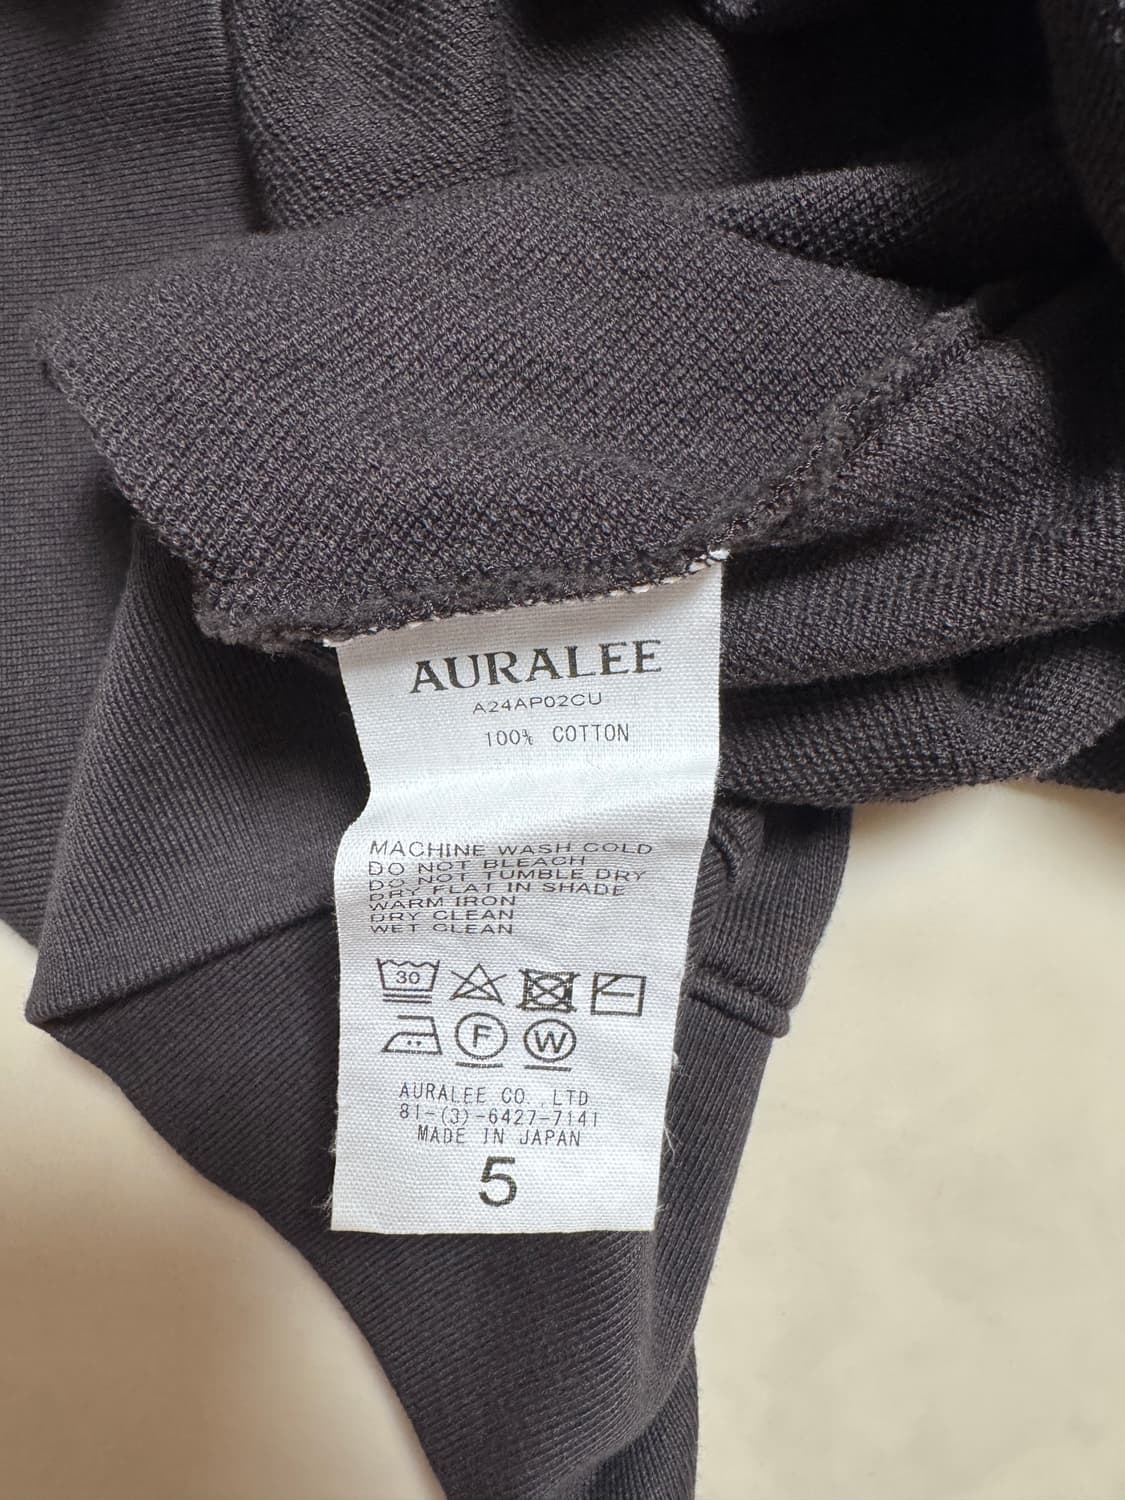 AURALEE
A24AP02CU
100% COTTON
MACHINE WASH COLD
DO NOT BLEACH
DO NOT TUMBLE DRY
DRY FLAT IN SHADE
WARM IRON
DRY CLEAN
WET CLEAN
30
F W
AURALEE CO.,LTD
81-(3)-6427-7141
MADE IN JAPAN
5